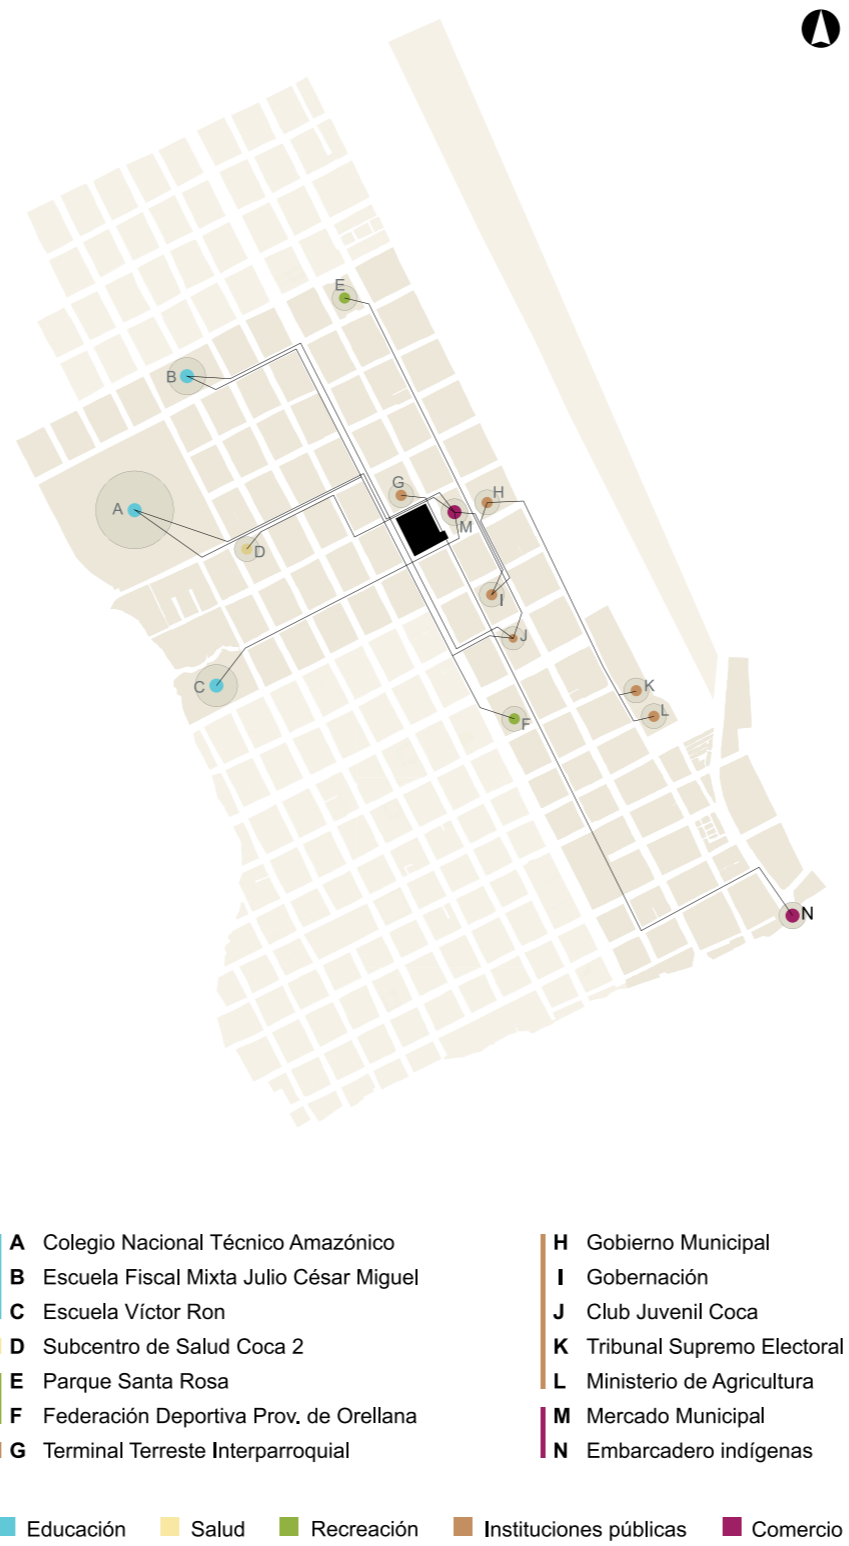 E
B
G
H
A
M
D
I
J
C
K
L
F
N
A Colegio Nacional Técnico Amazónico
B Escuela Fiscal Mixta Julio César Miguel
C Escuela Víctor Ron
D Subcentro de Salud Coca 2
E Parque Santa Rosa
F Federación Deportiva Prov. de Orellana
G Terminal Terreste Interparroquial
H Gobierno Municipal
I Gobernación
J Club Juvenil Coca
K Tribunal Supremo Electoral
L Ministerio de Agricultura
M Mercado Municipal
N Embarcadero indígenas
Educación Salud Recreación Instituciones públicas Comercio